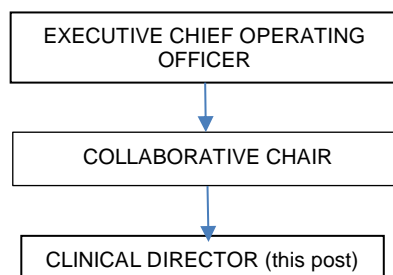 EXECUTIVE CHIEF OPERATING
OFFICER
COLLABORATIVE CHAIR
CLINICAL DIRECTOR (this post)